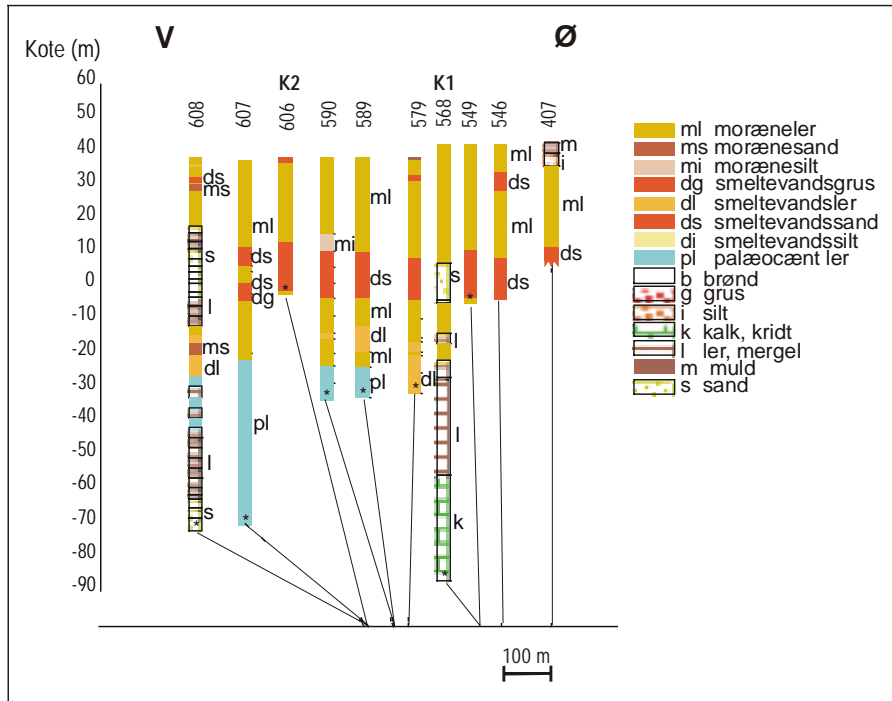 V Ø
Kote (m)
K2 K1
608 607 606 590 589 579 568 549 546 407
60
50
40
30
20
10
0
-10
-20
-30
-40
-50
-60
-70
-80
-90
ds
ms
s
l
ms
dl
l
s
*
ml
ds
ds
dg
pl
*
*
mi
*
ml
ds
ml
dl
ml
pl
*
dl
*
s
l
l
k
*
*
ml
ds
ml
ds
m
i
ml
ds
ml moræneler
ms morænesand
mi morænesilt
dg smeltevandsgrus
dl smeltevandsler
ds smeltevandssand
di smeltevandssilt
pl palæocænt ler
b brønd
g grus
i silt
k kalk, kridt
l ler, mergel
m muld
s sand
100 m